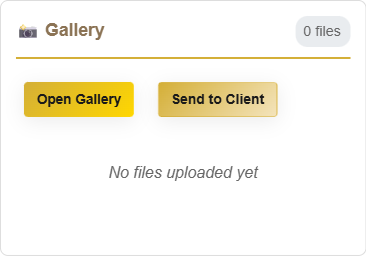 Gallery
0 files
Open Gallery
Send to Client
No files uploaded yet